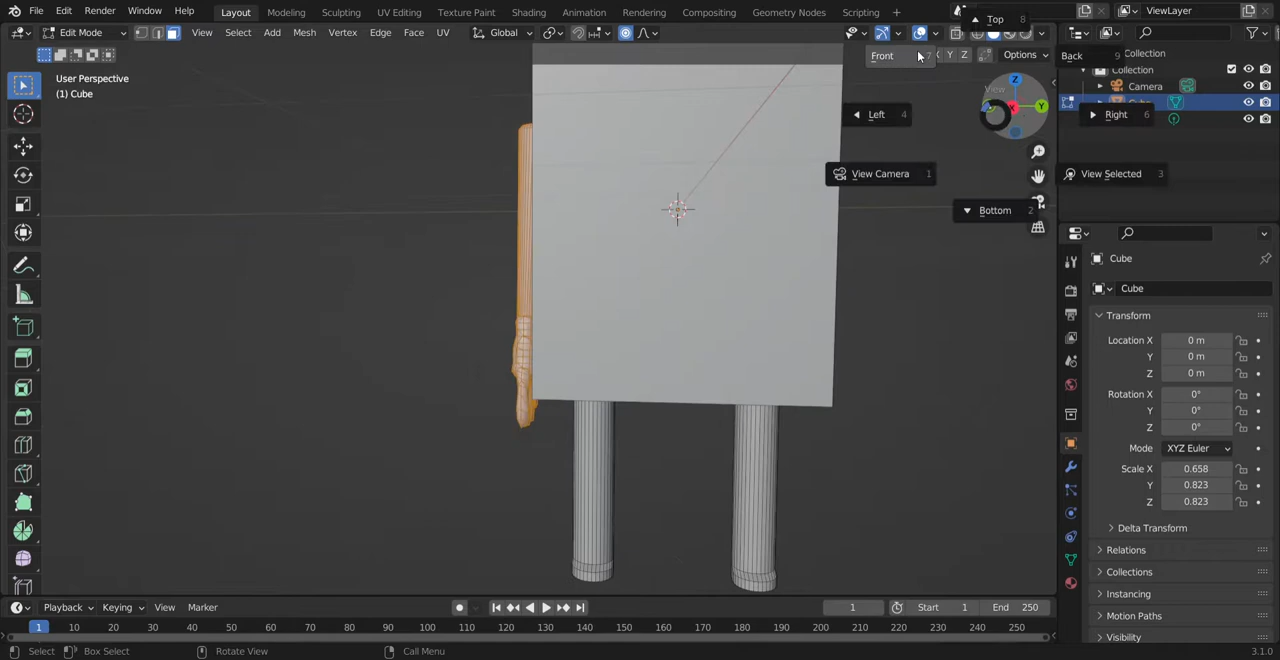 File Edit Render Window Help Layout Modeling Sculpting UV Editing Texture Paint Shading Animation Rendering Compositing Geometry Nodes Scripting + ViewLayer
Edit Mode View Select Add Mesh Vertex Edge Face UV Global
Top 8
Front 7 Y Z Options Back 9 Collection
User Perspective
(1) Cube
Collection
Camera
View
X Y Z
Left 4
Right 6
View Camera 1
View Selected 3
Bottom 2
Cube
Cube
Transform
Location X 0 m
Y 0 m
Z 0 m
Rotation X 0°
Y 0°
Z 0°
Mode XYZ Euler
Scale X 0.658
Y 0.823
Z 0.823
Delta Transform
Relations
Collections
Instancing
Motion Paths
Visibility
Playback Keying View Marker 1 Start 1 End 250
1 10 20 30 40 50 60 70 80 90 100 110 120 130 140 150 160 170 180 190 200 210 220 230 240 250
Select Box Select Rotate View Call Menu 3.1.0